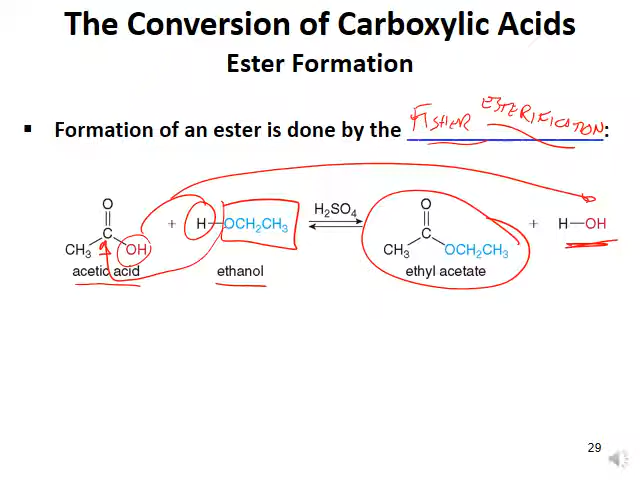 The Conversion of Carboxylic Acids
Ester Formation
▪ Formation of an ester is done by the FISHER ESTERIFICATION:
O
CH3 C OH + H—OCH2CH3 H2SO4 O CH3 C OCH2CH3 + H—OH
acetic acid ethanol ethyl acetate
29